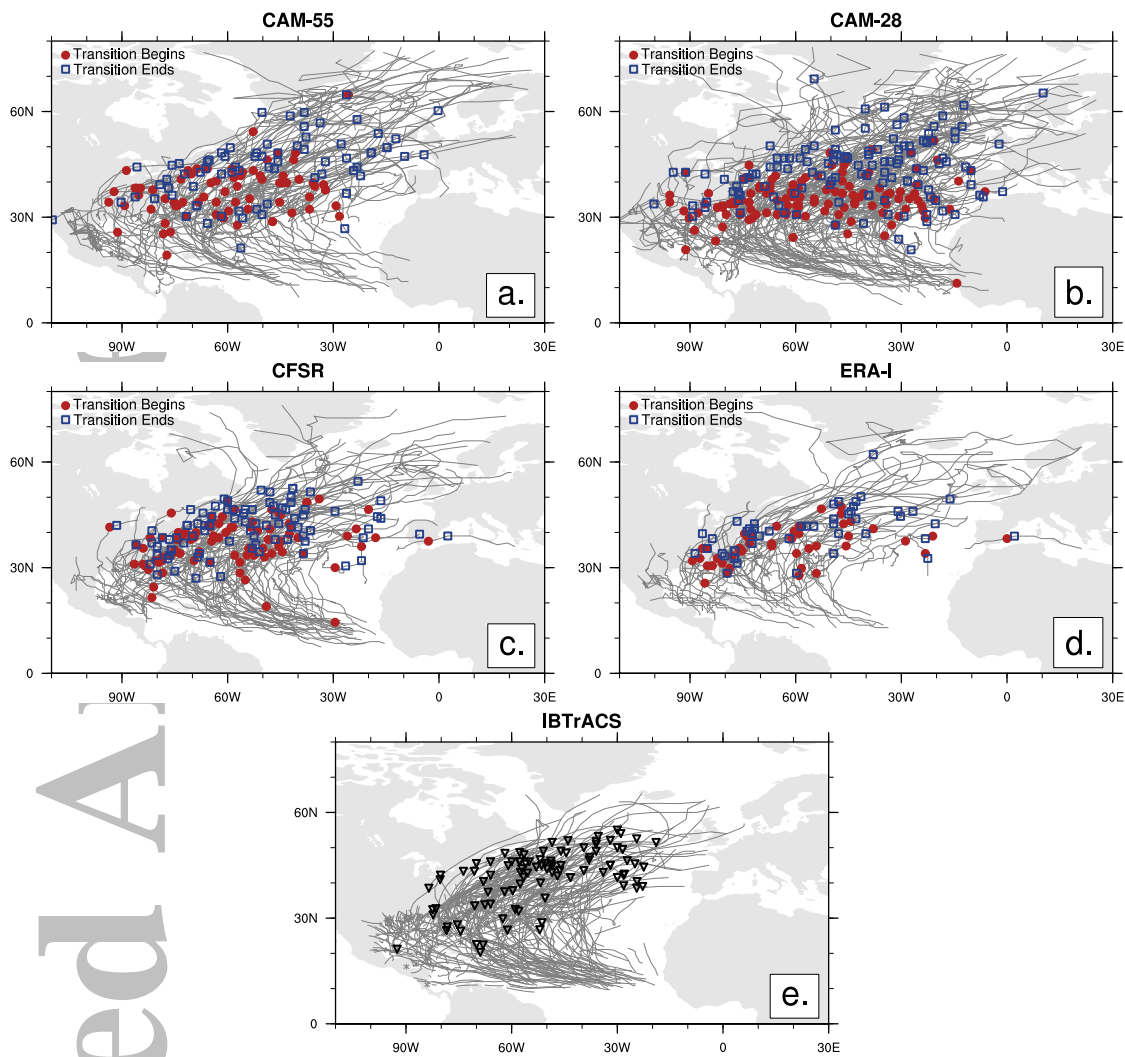 CAM-55
CAM-28
Transition Begins
Transition Ends
60N
30N
0
90W 60W 30W 0 30E
a.
Transition Begins
Transition Ends
60N
30N
0
90W 60W 30W 0 30E
b.
CFSR
ERA-I
Transition Begins
Transition Ends
60N
30N
0
90W 60W 30W 0 30E
c.
Transition Begins
Transition Ends
60N
30N
0
90W 60W 30W 0 30E
d.
IBTrACS
60N
30N
0
90W 60W 30W 0 30E
e.
ed A